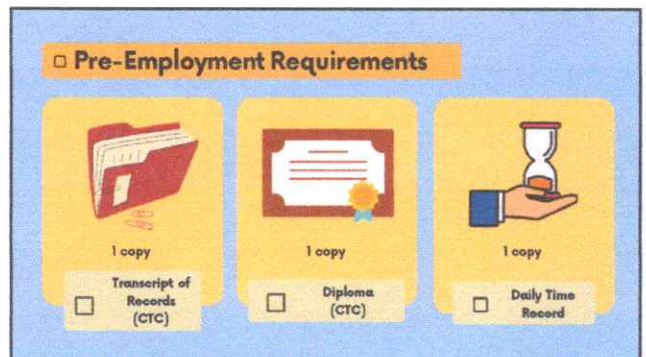 Pre-Employment Requirements
1 copy
Transcript of
Records
(CTC)
1 copy
Diploma
(CTC)
1 copy
Daily Time
Record